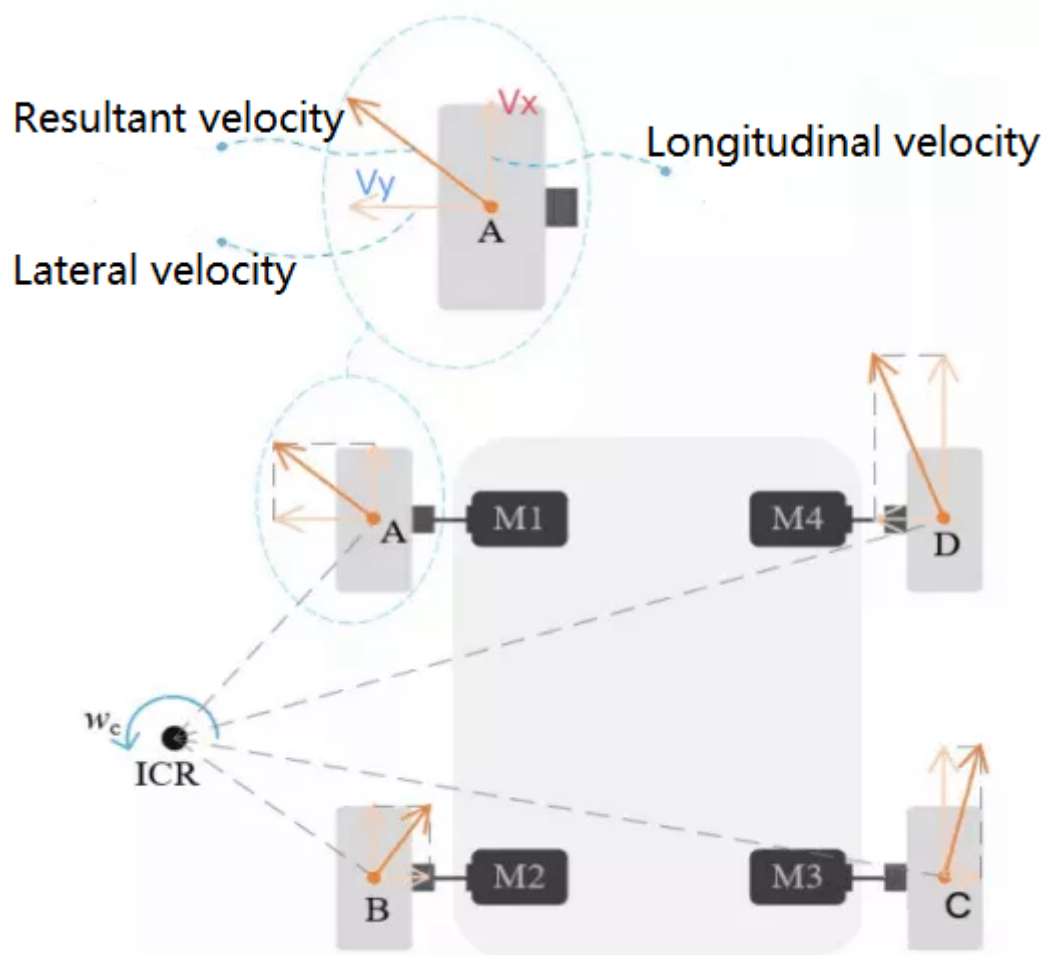 Vx
Resultant velocity
Longitudinal velocity
Vy
A
Lateral velocity
M1
M4
A
D
wc
ICR
M2
M3
B
C